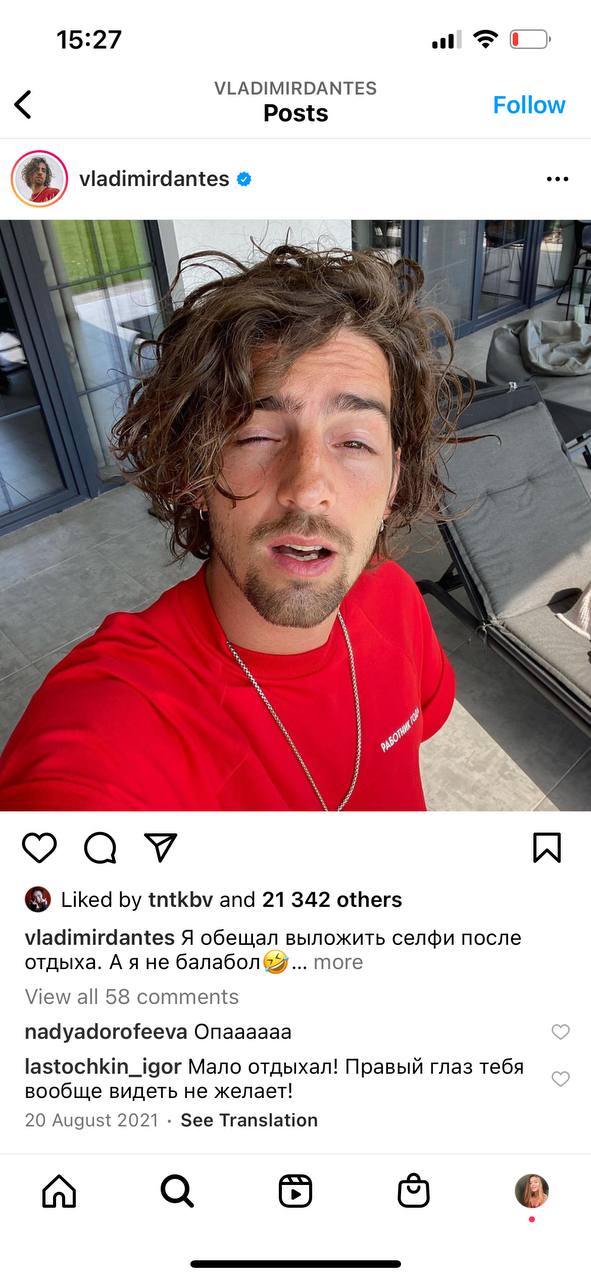 15:27
VLADIMIRDANTES
Posts
Follow
vladimirdantes
РАБОТНИК ГОДА
Liked by tntkbv and 21 342 others
vladimirdantes Я обещал выложить селфи после
отдыха. А я не балабол🤣... more
View all 58 comments
nadyadorofeeva Опаааааа
lastochkin_igor Мало отдыхал! Правый глаз тебя
вообще видеть не желает!
20 August 2021 · See Translation